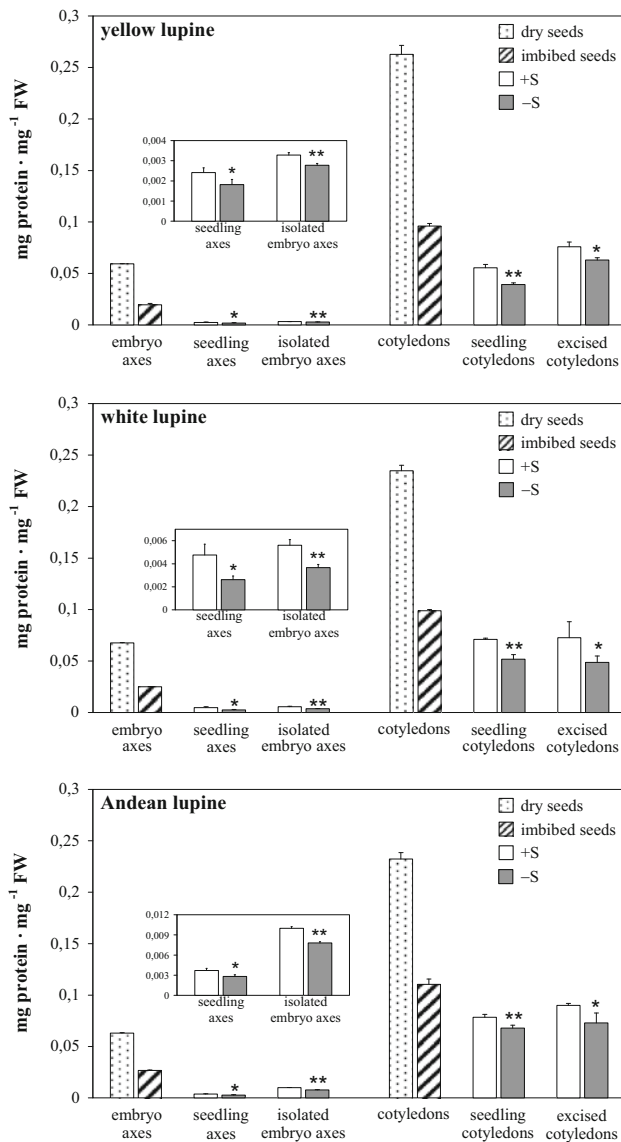 yellow lupine
dry seeds
imbibed seeds
+S
−S
mg protein · mg⁻¹ FW
0,3
0,25
0,2
0,15
0,1
0,05
0
0,004
0,003
0,002
0,001
0
*
**
seedling axes
isolated embryo axes
*
**
**
*
embryo axes
seedling axes
isolated embryo axes
cotyledons
seedling cotyledons
excised cotyledons
white lupine
dry seeds
imbibed seeds
+S
−S
mg protein · mg⁻¹ FW
0,3
0,25
0,2
0,15
0,1
0,05
0
0,006
0,004
0,002
0,000
*
**
seedling axes
isolated embryo axes
*
**
**
*
embryo axes
seedling axes
isolated embryo axes
cotyledons
seedling cotyledons
excised cotyledons
Andean lupine
dry seeds
imbibed seeds
+S
−S
mg protein · mg⁻¹ FW
0,3
0,25
0,2
0,15
0,1
0,05
0
0,012
0,009
0,006
0,003
0,000
*
**
seedling axes
isolated embryo axes
*
**
**
*
embryo axes
seedling axes
isolated embryo axes
cotyledons
seedling cotyledons
excised cotyledons